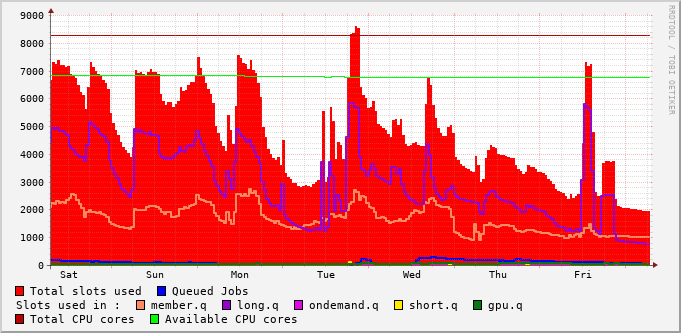 9000
8000
7000
6000
5000
4000
3000
2000
1000
0
Sat Sun Mon Tue Wed Thu Fri
RRDTOOL / TOBI OETIKER
Total slots used Queued Jobs
Slots used in : member.q long.q ondemand.q short.q gpu.q
Total CPU cores Available CPU cores